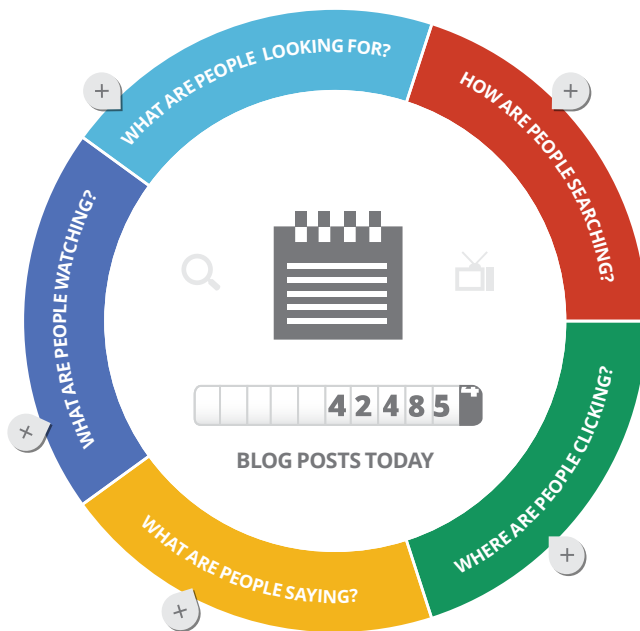 WHAT ARE PEOPLE LOOKING FOR?
HOW ARE PEOPLE SEARCHING?
WHAT ARE PEOPLE WATCHING?
42485
BLOG POSTS TODAY
WHERE ARE PEOPLE CLICKING?
WHAT ARE PEOPLE SAYING?